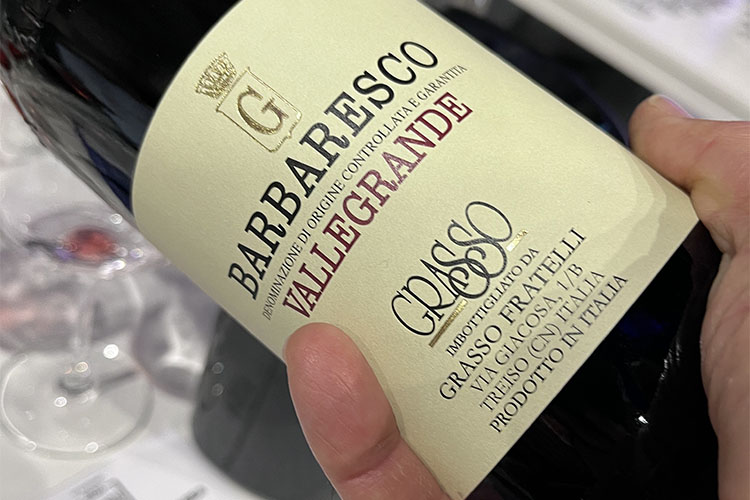 G
BARBARESCO
DENOMINAZIONE DI ORIGINE CONTROLLATA E GARANTITA
VALLEGRANDE
GRASSO
IMBOTTIGLIATO DA
GRASSO FRATELLI
VIA GIACOSA, 1/B
TREISO (CN) ITALIA
PRODOTTO IN ITALIA